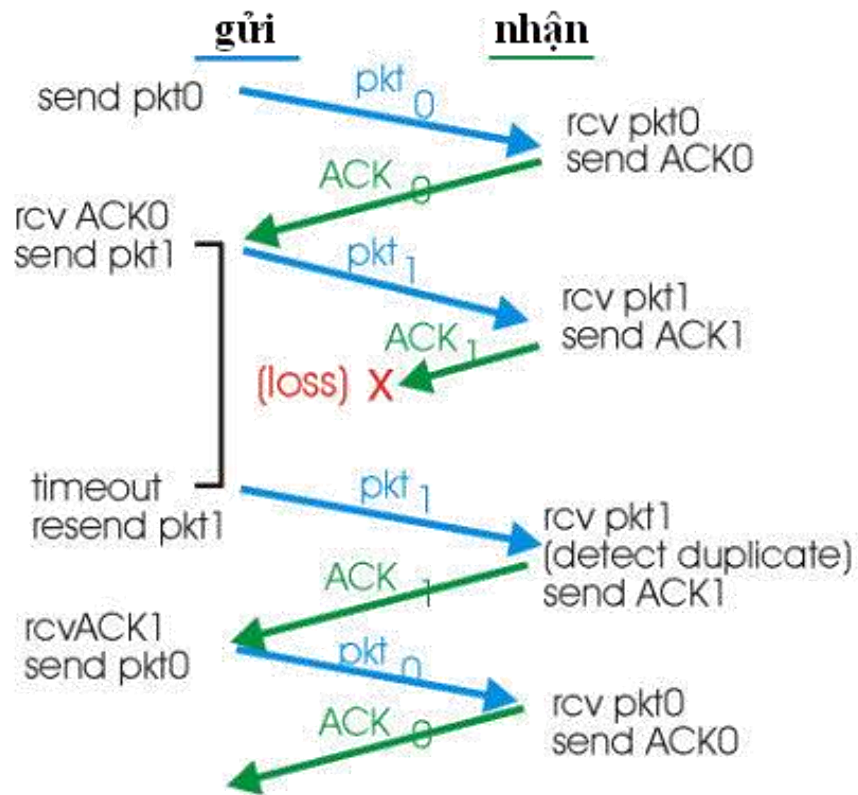 gửi
nhận
send pkt0
pkt 0
rcv pkt0
send ACK0
ACK 0
rcv ACK0
send pkt1
pkt 1
rcv pkt1
send ACK1
ACK 1
(loss) X
timeout
resend pkt1
pkt 1
rcv pkt1
(detect duplicate)
send ACK1
ACK 1
rcvACK1
send pkt0
pkt 0
rcv pkt0
send ACK0
ACK 0